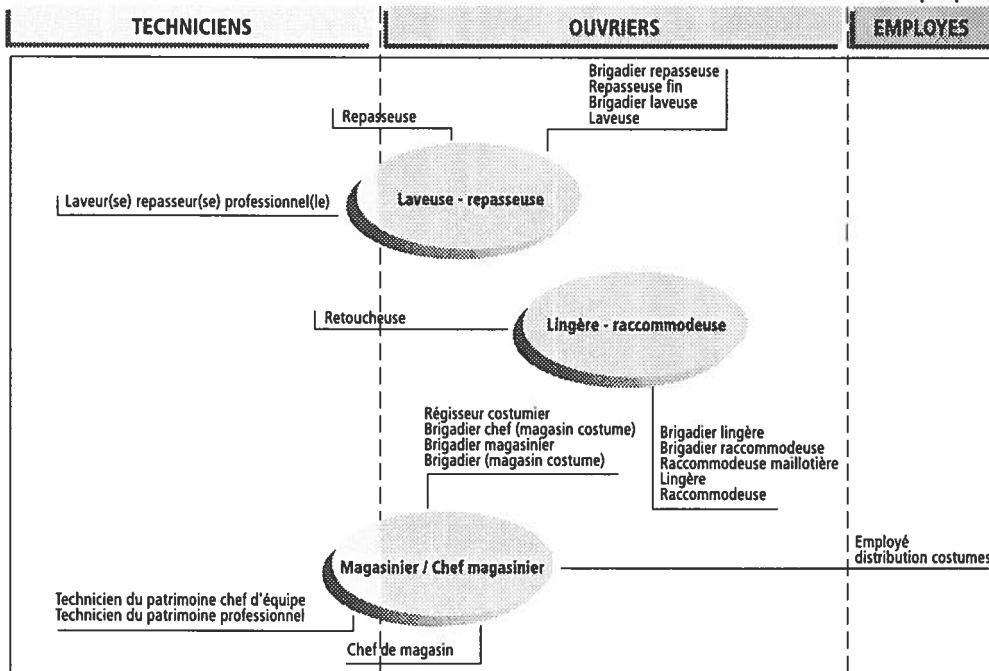 TECHNICIENS
OUVRIERS
EMPLOYES
Brigadier repasseuse
Repasseuse fin
Brigadier laveuse
Laveuse
Repasseuse
Laveur(se) repasseur(se) professionnel(le)
Laveuse - repasseuse
Retoucheuse
Lingère - raccommodeuse
Régisseur costumier
Brigadier chef (magasin costume)
Brigadier magasinier
Brigadier (magasin costume)
Brigadier lingère
Brigadier raccommodeuse
Raccommodeuse maillotière
Lingère
Raccommodeuse
Magasinier / Chef magasinier
Employé
distribution costumes
Technicien du patrimoine chef d'équipe
Technicien du patrimoine professionnel
Chef de magasin